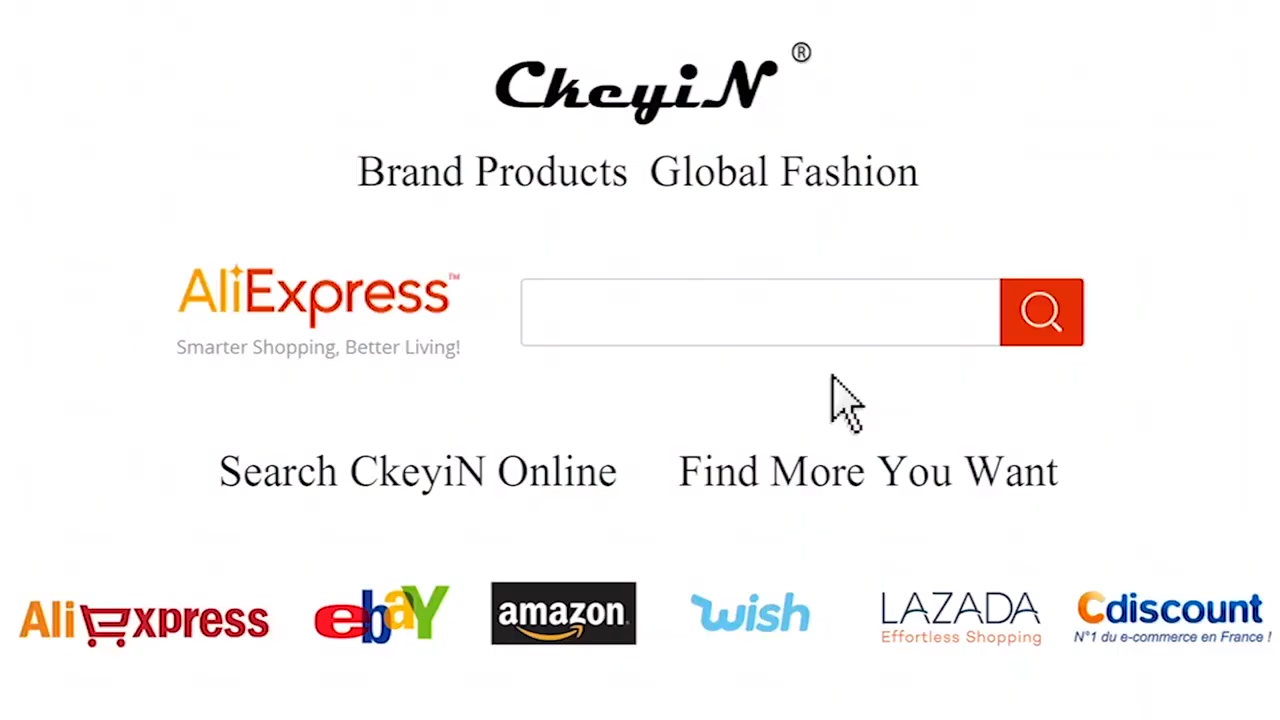 CkeyiN ®
Brand Products Global Fashion
AliExpress™
Smarter Shopping, Better Living!
Search CkeyiN Online Find More You Want
AliExpress ebay amazon wish LAZADA Cdiscount
Effortless Shopping N°1 du e-commerce en France !